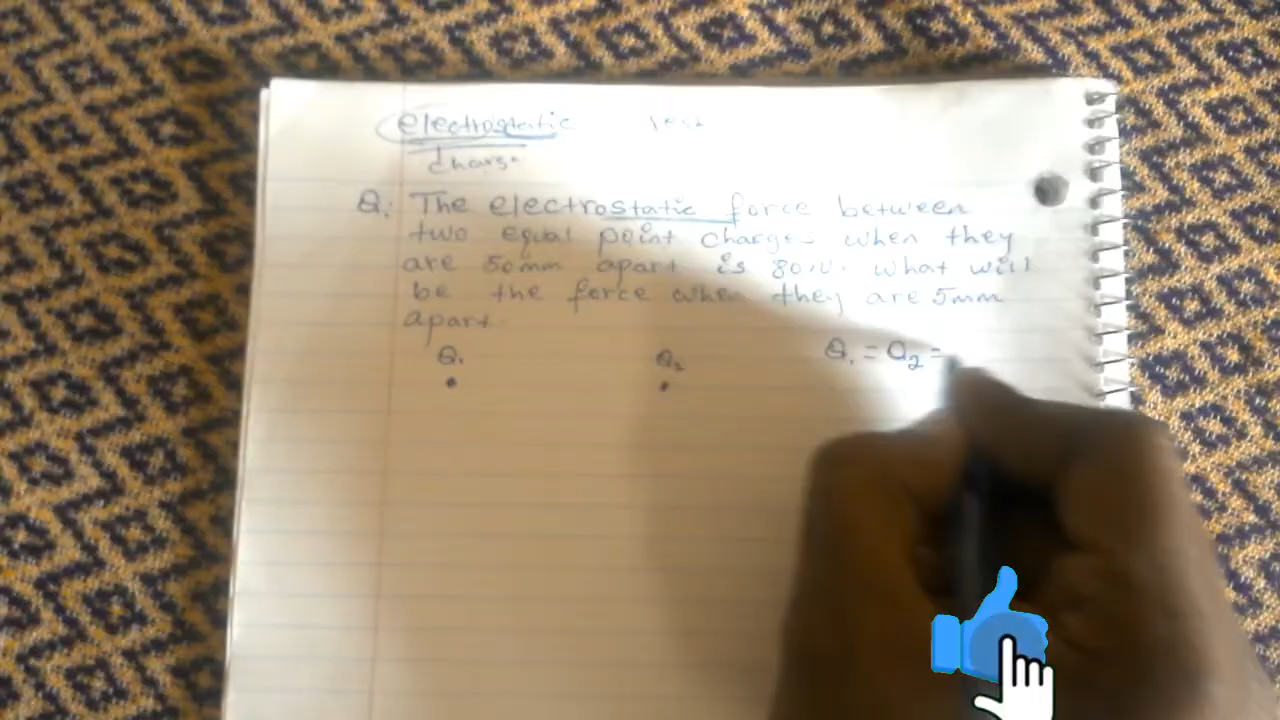 electrostatic Test
charge
Q. The electrostatic force between
two equal point charges when they
are 50mm apart is 80N. what will
be the force when they are 5mm
apart.
Q₁ Q₂ Q₁ = Q₂ =